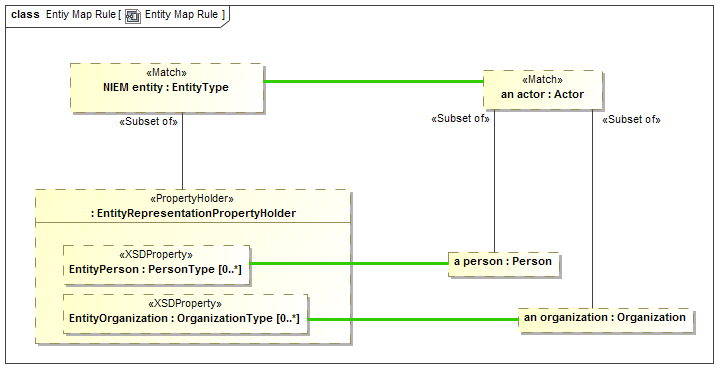 class Entiy Map Rule [ Entity Map Rule ]
«Match»
NIEM entity : EntityType
«Match»
an actor : Actor
«Subset of»
«Subset of»
«Subset of»
«PropertyHolder»
: EntityRepresentationPropertyHolder
«XSDProperty»
EntityPerson : PersonType [0..*]
a person : Person
«XSDProperty»
EntityOrganization : OrganizationType [0..*]
an organization : Organization